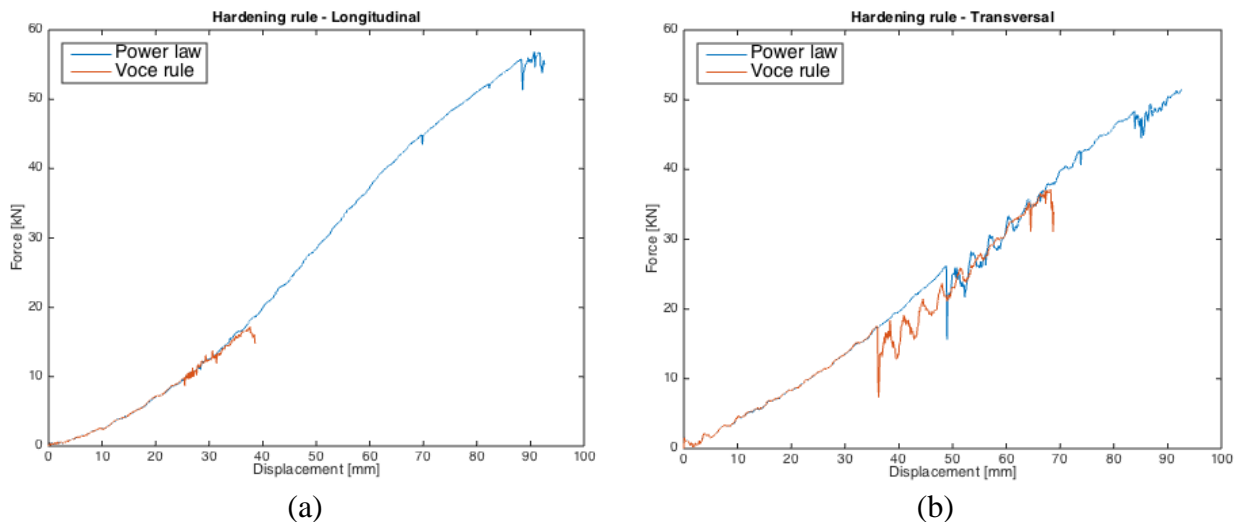 Hardening rule - Longitudinal
60
50
40
30
20
10
0
Force [kN]
Power law
Voce rule
0 10 20 30 40 50 60 70 80 90 100
Displacement [mm]
(a)
Hardening rule - Transversal
60
50
40
30
20
10
0
Force [KN]
Power law
Voce rule
0 10 20 30 40 50 60 70 80 90 100
Displacement [mm]
(b)